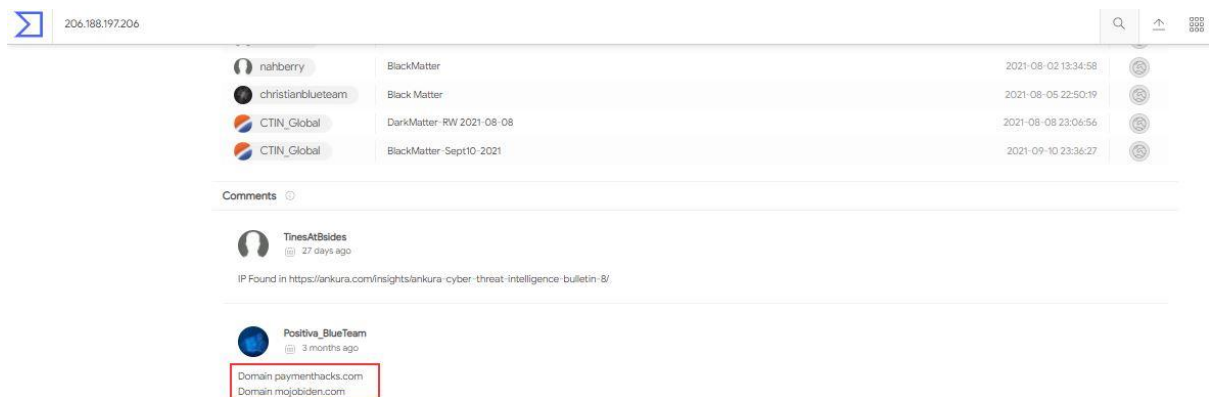 206.188.197.206
nahberry BlackMatter 2021-08-02 13:34:58
christianblueteam Black Matter 2021-08-05 22:50:19
CTIN_Global DarkMatter-RW 2021-08-08 2021-08-08 23:06:56
CTIN_Global BlackMatter-Sept10-2021 2021-09-10 23:36:27
Comments
TinesAtBsides
27 days ago
IP Found in https://ankura.com/insights/ankura-cyber-threat-intelligence-bulletin-8/
Positiva_BlueTeam
3 months ago
Domain paymenthacks.com
Domain mojobiden.com